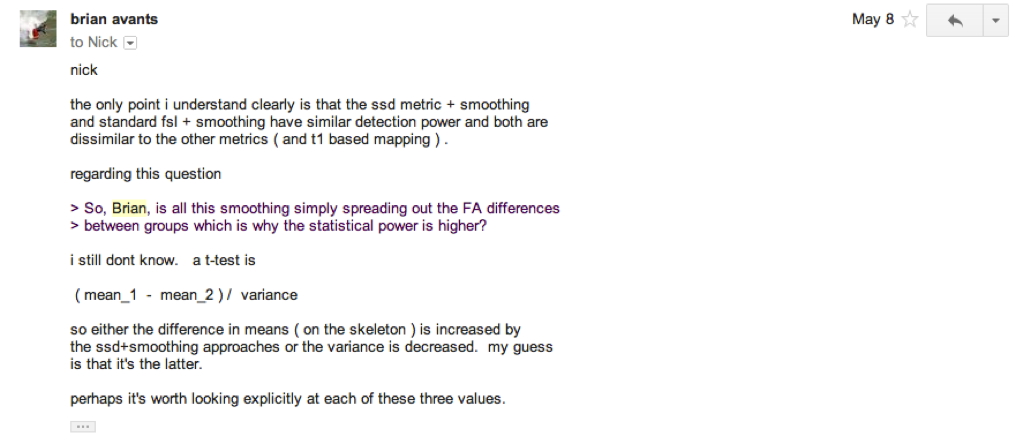 brian avants
May 8
to Nick
nick
the only point i understand clearly is that the ssd metric + smoothing
and standard fsl + smoothing have similar detection power and both are
dissimilar to the other metrics ( and t1 based mapping ) .
regarding this question
> So, Brian, is all this smoothing simply spreading out the FA differences
> between groups which is why the statistical power is higher?
i still dont know.   a t-test is
( mean_1  -  mean_2 ) /  variance
so either the difference in means ( on the skeleton ) is increased by
the ssd+smoothing approaches or the variance is decreased.  my guess
is that it's the latter.
perhaps it's worth looking explicitly at each of these three values.